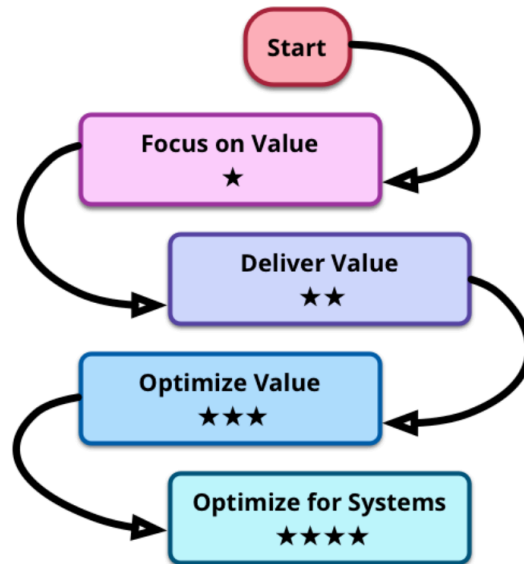 Start
Focus on Value
★
Deliver Value
★★
Optimize Value
★★★
Optimize for Systems
★★★★